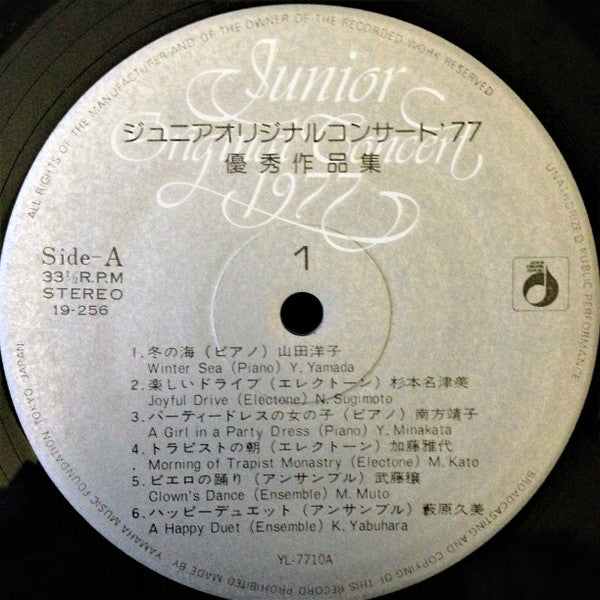 ALL RIGHTS OF THE MANUFACTURER AND OF THE OWNER OF THE RECORDED WORK RESERVED
UNAUTHORIZED PUBLIC PERFORMANCE
BROADCASTING AND COPYING OF THIS RECORD PROHIBITED
MADE BY YAMAHA MUSIC FOUNDATION TOKYO JAPAN
Junior
Original Concert
1977
ジュニアオリジナルコンサート'77
優秀作品集
Side-A
33⅓R.P.M
STEREO
19-256
1
1.冬の海(ピアノ)山田洋子
Winter Sea (Piano) Y. Yamada
2.楽しいドライブ(エレクトーン)杉本名津美
Joyful Drive (Electone) N. Sugimoto
3.パーティードレスの女の子(ピアノ)南方靖子
A Girl in a Party Dress (Piano) Y. Minakata
4.トラピストの朝(エレクトーン)加藤雅代
Morning of Trapist Monastry (Electone) M. Kato
5.ピエロの踊り(アンサンブル)武藤穣
Clown's Dance (Ensemble) M. Muto
6.ハッピーデュエット(アンサンブル)藪原久美
A Happy Duet (Ensemble) K. Yabuhara
YL-7710A